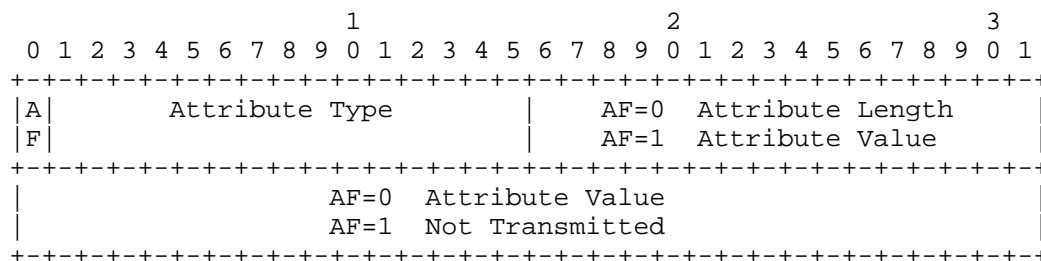 1                   2                   3
 0 1 2 3 4 5 6 7 8 9 0 1 2 3 4 5 6 7 8 9 0 1 2 3 4 5 6 7 8 9 0 1
+-+-+-+-+-+-+-+-+-+-+-+-+-+-+-+-+-+-+-+-+-+-+-+-+-+-+-+-+-+-+-+-+
|A|       Attribute Type        |    AF=0  Attribute Length     |
|F|                             |    AF=1  Attribute Value      |
+-+-+-+-+-+-+-+-+-+-+-+-+-+-+-+-+-+-+-+-+-+-+-+-+-+-+-+-+-+-+-+-+
|                   AF=0  Attribute Value                       |
|                   AF=1  Not Transmitted                       |
+-+-+-+-+-+-+-+-+-+-+-+-+-+-+-+-+-+-+-+-+-+-+-+-+-+-+-+-+-+-+-+-+